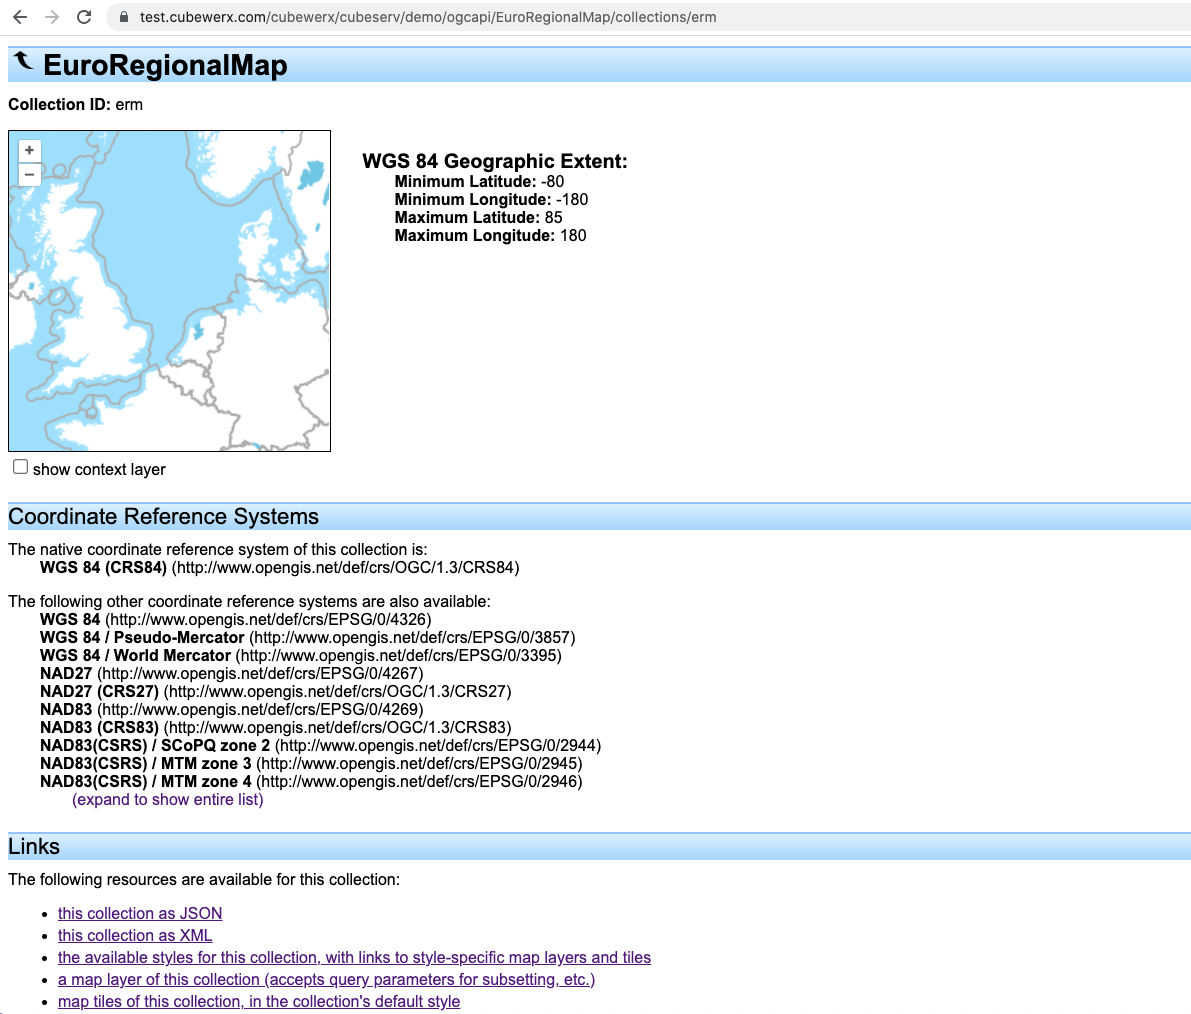 test.cubewerx.com/cubewerx/cubeserv/demo/ogcapi/EuroRegionalMap/collections/erm
EuroRegionalMap
Collection ID: erm
+
−
WGS 84 Geographic Extent:
Minimum Latitude: -80
Minimum Longitude: -180
Maximum Latitude: 85
Maximum Longitude: 180
show context layer
Coordinate Reference Systems
The native coordinate reference system of this collection is:
WGS 84 (CRS84) (http://www.opengis.net/def/crs/OGC/1.3/CRS84)
The following other coordinate reference systems are also available:
WGS 84 (http://www.opengis.net/def/crs/EPSG/0/4326)
WGS 84 / Pseudo-Mercator (http://www.opengis.net/def/crs/EPSG/0/3857)
WGS 84 / World Mercator (http://www.opengis.net/def/crs/EPSG/0/3395)
NAD27 (http://www.opengis.net/def/crs/EPSG/0/4267)
NAD27 (CRS27) (http://www.opengis.net/def/crs/OGC/1.3/CRS27)
NAD83 (http://www.opengis.net/def/crs/EPSG/0/4269)
NAD83 (CRS83) (http://www.opengis.net/def/crs/OGC/1.3/CRS83)
NAD83(CSRS) / SCoPQ zone 2 (http://www.opengis.net/def/crs/EPSG/0/2944)
NAD83(CSRS) / MTM zone 3 (http://www.opengis.net/def/crs/EPSG/0/2945)
NAD83(CSRS) / MTM zone 4 (http://www.opengis.net/def/crs/EPSG/0/2946)
(expand to show entire list)
Links
The following resources are available for this collection:
• this collection as JSON
• this collection as XML
• the available styles for this collection, with links to style-specific map layers and tiles
• a map layer of this collection (accepts query parameters for subsetting, etc.)
• map tiles of this collection, in the collection's default style